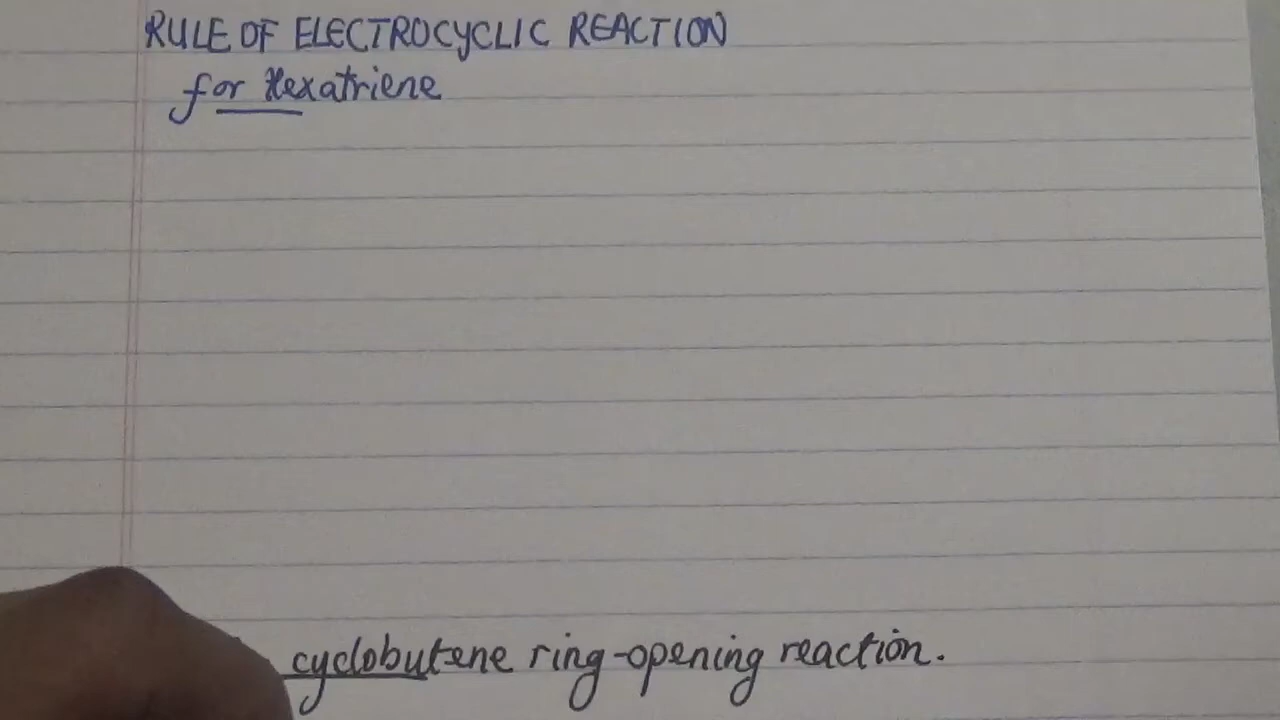 RULE OF ELECTROCYCLIC REACTION
for Hexatriene
cyclobutene ring-opening reaction.